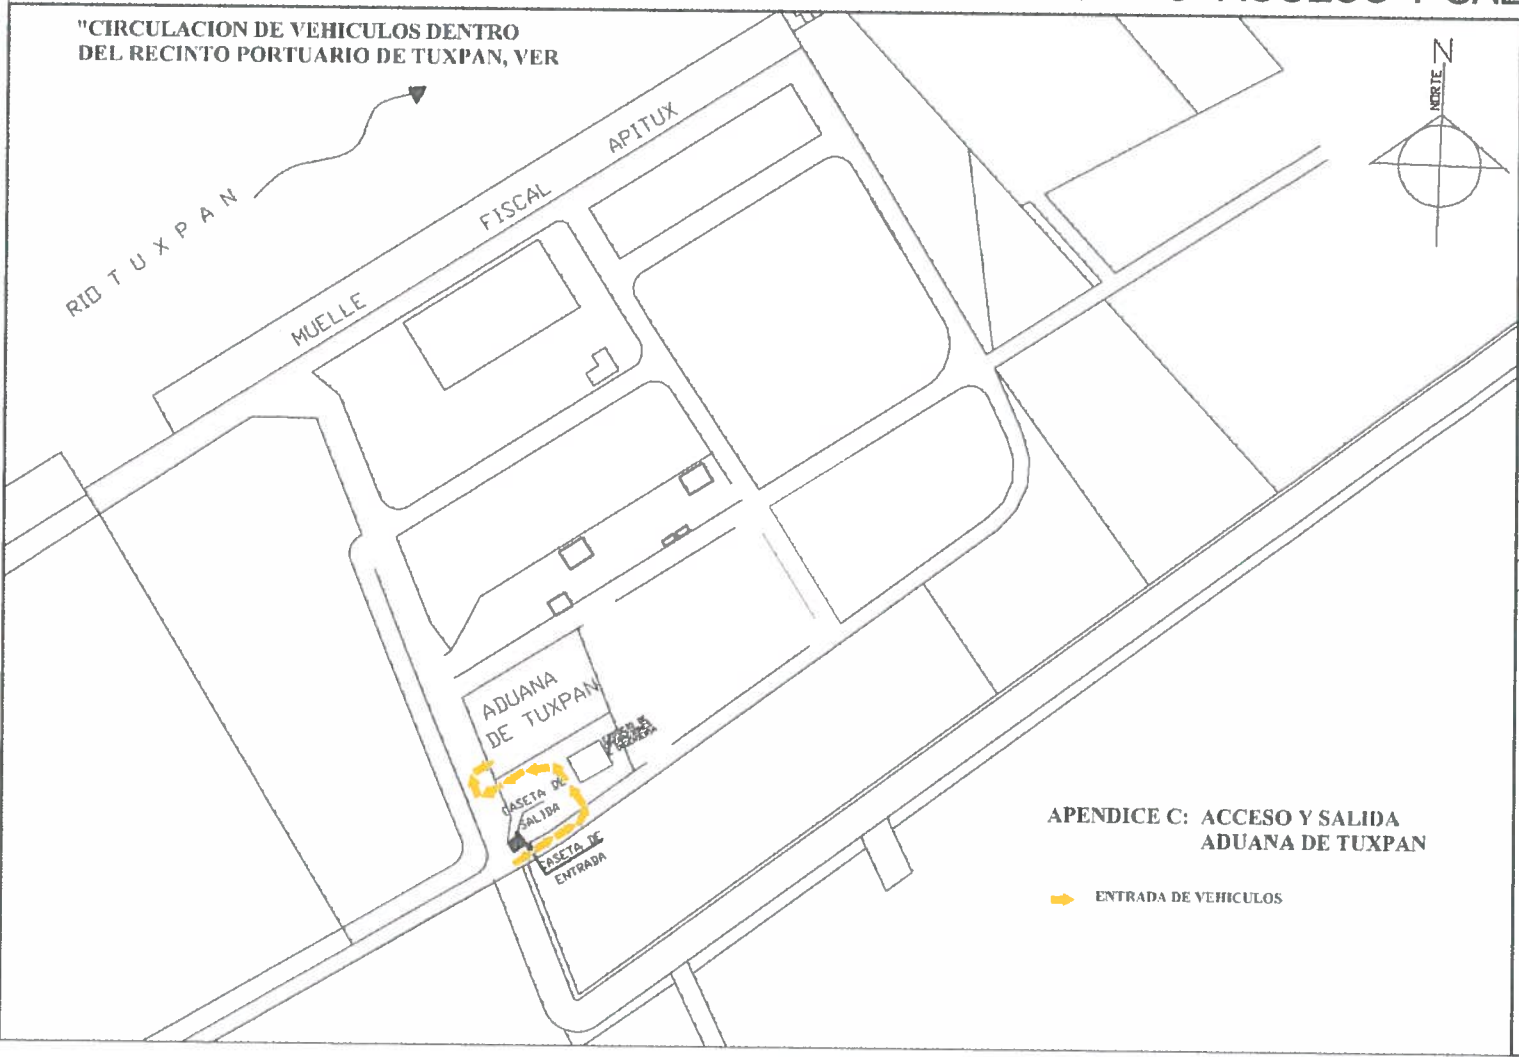 "CIRCULACION DE VEHICULOS DENTRO
DEL RECINTO PORTUARIO DE TUXPAN, VER
N
NORTE
RIO TUXPAN
MUELLE FISCAL APITUX
ADUANA
DE TUXPAN
CASETA DE
SALIDA
CASETA DE
ENTRADA
APENDICE C: ACCESO Y SALIDA
ADUANA DE TUXPAN
ENTRADA DE VEHICULOS